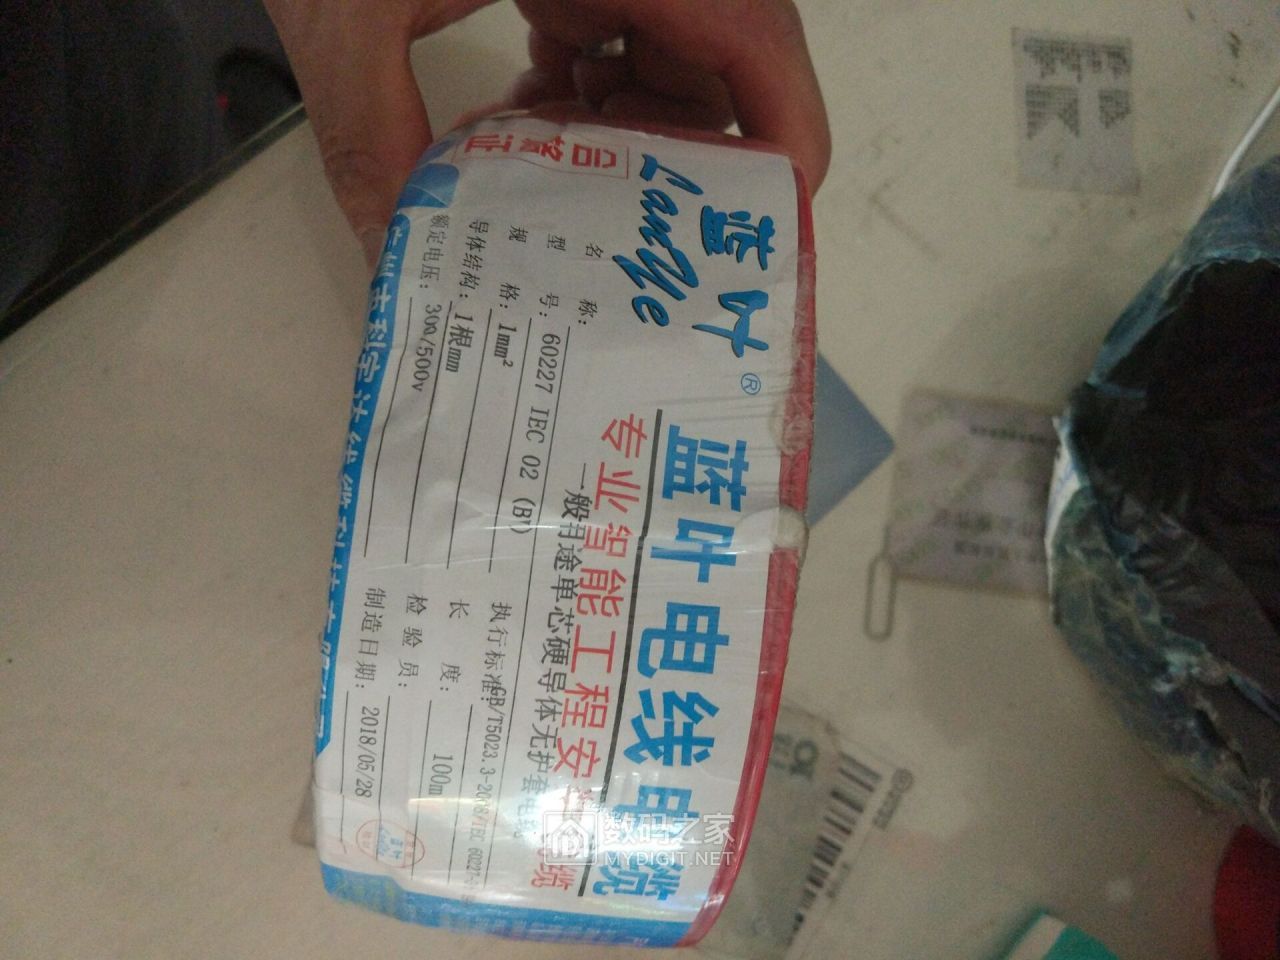 合格证
蓝叶
LanYe
®
蓝叶电线电缆
专业智能工程安
名 称: 一般用途单芯硬导体无护套电
型 号: 60227 IEC 02 (BV)
规 格: 1mm²
导体结构: 1根mm
额定电压: 300/500v
执行标准: GB/T5023.3-2008/IEC 60227-
长 度: 100m
检 验 员:
制造日期: 2018/05/28
数码之家
MYDIGIT.NET